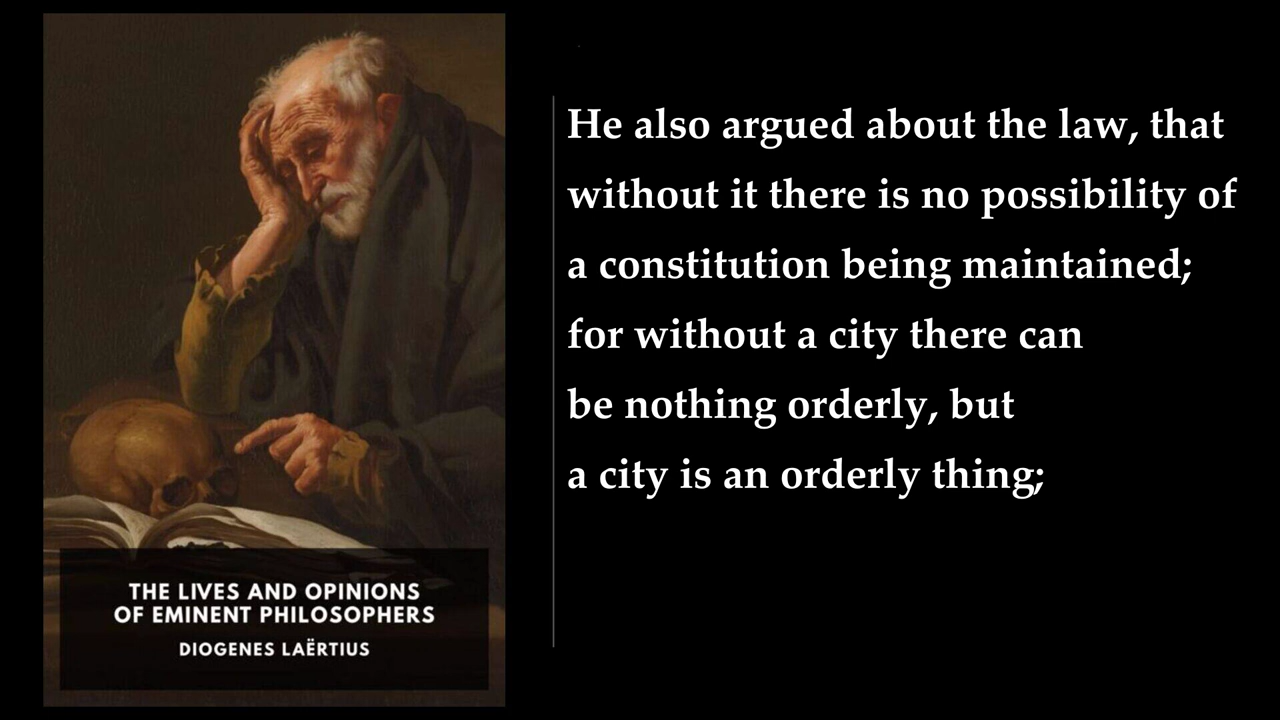 He also argued about the law, that
without it there is no possibility of
a constitution being maintained;
for without a city there can
be nothing orderly, but
a city is an orderly thing;
THE LIVES AND OPINIONS
OF EMINENT PHILOSOPHERS
DIOGENES LAËRTIUS